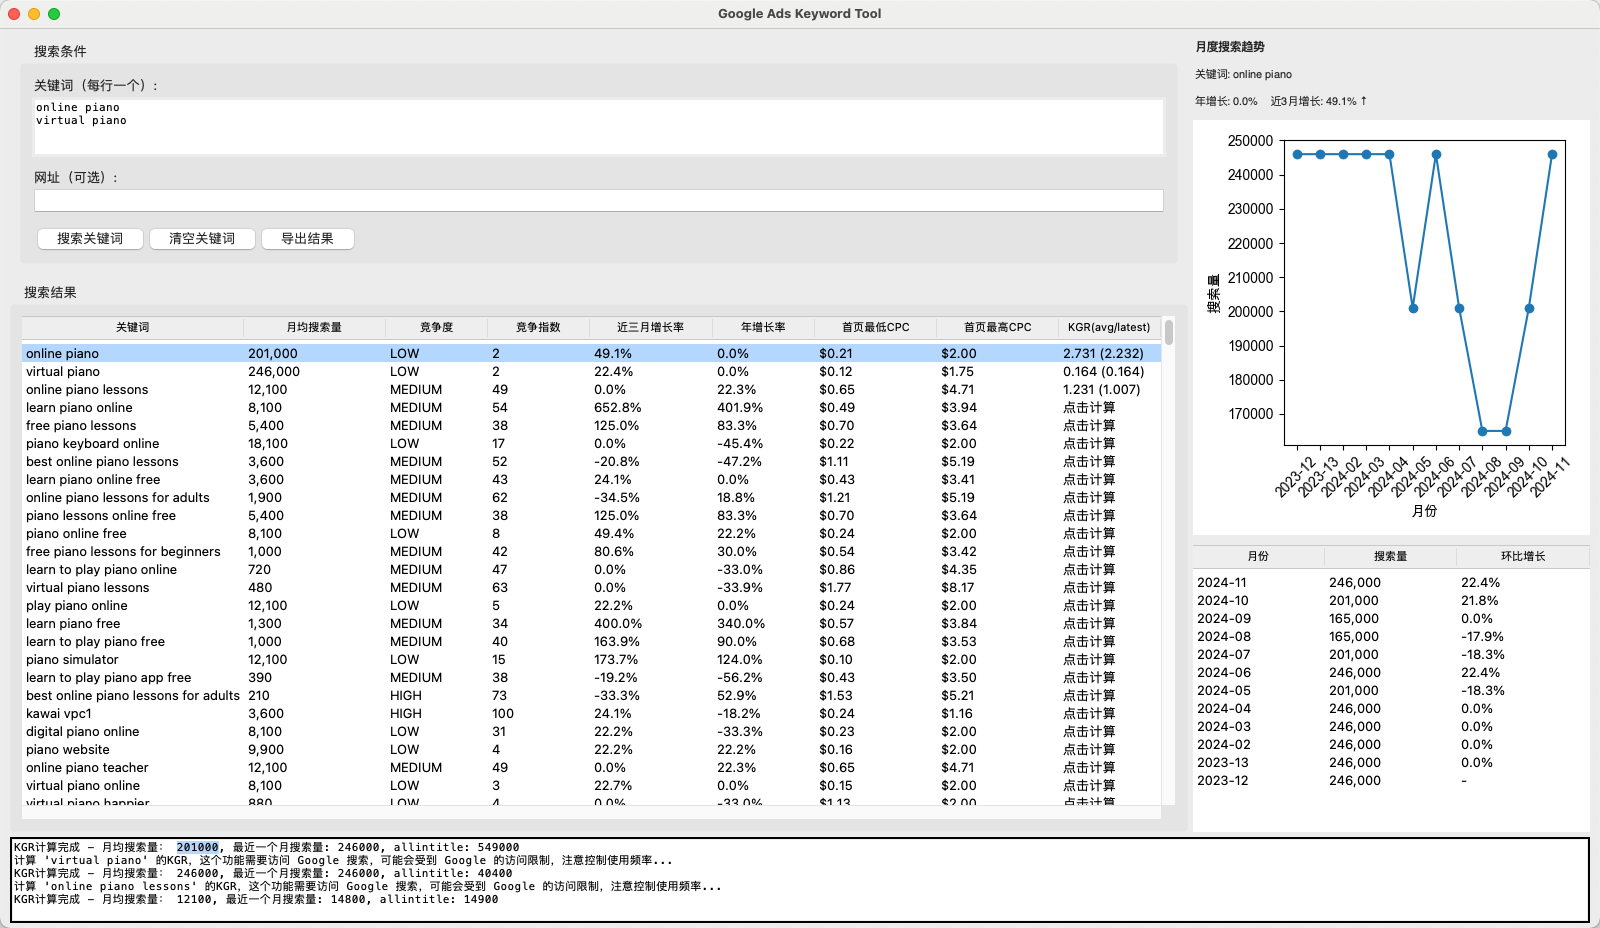 Google Ads Keyword Tool
搜索条件
关键词（每行一个）:
online piano
virtual piano
网址（可选）:
搜索关键词 清空关键词 导出结果
搜索结果
关键词 月均搜索量 竞争度 竞争指数 近三月增长率 年增长率 首页最低CPC 首页最高CPC KGR(avg/latest)
online piano 201,000 LOW 2 49.1% 0.0% $0.21 $2.00 2.731 (2.232)
virtual piano 246,000 LOW 2 22.4% 0.0% $0.12 $1.75 0.164 (0.164)
online piano lessons 12,100 MEDIUM 49 0.0% 22.3% $0.65 $4.71 1.231 (1.007)
learn piano online 8,100 MEDIUM 54 652.8% 401.9% $0.49 $3.94 点击计算
free piano lessons 5,400 MEDIUM 38 125.0% 83.3% $0.70 $3.64 点击计算
piano keyboard online 18,100 LOW 17 0.0% -45.4% $0.22 $2.00 点击计算
best online piano lessons 3,600 MEDIUM 52 -20.8% -47.2% $1.11 $5.19 点击计算
learn piano online free 3,600 MEDIUM 43 24.1% 0.0% $0.43 $3.41 点击计算
online piano lessons for adults 1,900 MEDIUM 62 -34.5% 18.8% $1.21 $5.19 点击计算
piano lessons online free 5,400 MEDIUM 38 125.0% 83.3% $0.70 $3.64 点击计算
piano online free 8,100 LOW 8 49.4% 22.2% $0.24 $2.00 点击计算
free piano lessons for beginners 1,000 MEDIUM 42 80.6% 30.0% $0.54 $3.42 点击计算
learn to play piano online 720 MEDIUM 47 0.0% -33.0% $0.86 $4.35 点击计算
virtual piano lessons 480 MEDIUM 63 0.0% -33.9% $1.77 $8.17 点击计算
play piano online 12,100 LOW 5 22.2% 0.0% $0.24 $2.00 点击计算
learn piano free 1,300 MEDIUM 34 400.0% 340.0% $0.57 $3.84 点击计算
learn to play piano free 1,000 MEDIUM 40 163.9% 90.0% $0.68 $3.53 点击计算
piano simulator 12,100 LOW 15 173.7% 124.0% $0.10 $2.00 点击计算
learn to play piano app free 390 MEDIUM 38 -19.2% -56.2% $0.43 $3.50 点击计算
best online piano lessons for adults 210 HIGH 73 -33.3% 52.9% $1.53 $5.21 点击计算
kawai vpc1 3,600 HIGH 100 24.1% -18.2% $0.24 $1.16 点击计算
digital piano online 8,100 LOW 31 22.2% -33.3% $0.23 $2.00 点击计算
piano website 9,900 LOW 4 22.2% 22.2% $0.16 $2.00 点击计算
online piano teacher 12,100 MEDIUM 49 0.0% 22.3% $0.65 $4.71 点击计算
virtual piano online 8,100 LOW 3 22.7% 0.0% $0.15 $2.00 点击计算
virtual piano happier 880 LOW 4 0.0% -33.0% $1.13 $2.00 点击计算
月度搜索趋势
关键词: online piano
年增长: 0.0% 近3月增长: 49.1% ↑
250000
240000
230000
220000
210000
200000
190000
180000
170000
搜索量
2023-12 2023-13 2024-02 2024-03 2024-04 2024-05 2024-06 2024-07 2024-08 2024-09 2024-10 2024-11
月份
月份 搜索量 环比增长
2024-11 246,000 22.4%
2024-10 201,000 21.8%
2024-09 165,000 0.0%
2024-08 165,000 -17.9%
2024-07 201,000 -18.3%
2024-06 246,000 22.4%
2024-05 201,000 -18.3%
2024-04 246,000 0.0%
2024-03 246,000 0.0%
2024-02 246,000 0.0%
2023-13 246,000 0.0%
2023-12 246,000 -
KGR计算完成 - 月均搜索量: 201000, 最近一个月搜索量: 246000, allintitle: 549000
计算 'virtual piano' 的KGR, 这个功能需要访问 Google 搜索, 可能会受到 Google 的访问限制, 注意控制使用频率...
KGR计算完成 - 月均搜索量: 246000, 最近一个月搜索量: 246000, allintitle: 40400
计算 'online piano lessons' 的KGR, 这个功能需要访问 Google 搜索, 可能会受到 Google 的访问限制, 注意控制使用频率...
KGR计算完成 - 月均搜索量: 12100, 最近一个月搜索量: 14800, allintitle: 14900